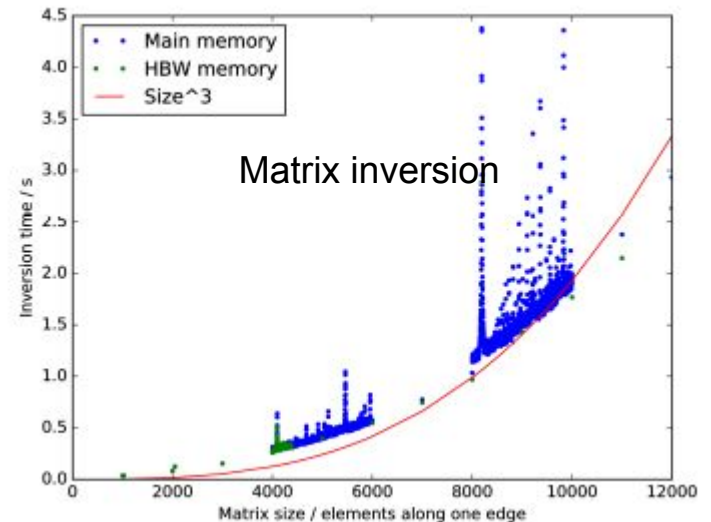 4.5
4.0
3.5
3.0
2.5
2.0
1.5
1.0
0.5
0.0
Inversion time / s
Main memory
HBW memory
Size^3
Matrix inversion
0 2000 4000 6000 8000 10000 12000
Matrix size / elements along one edge